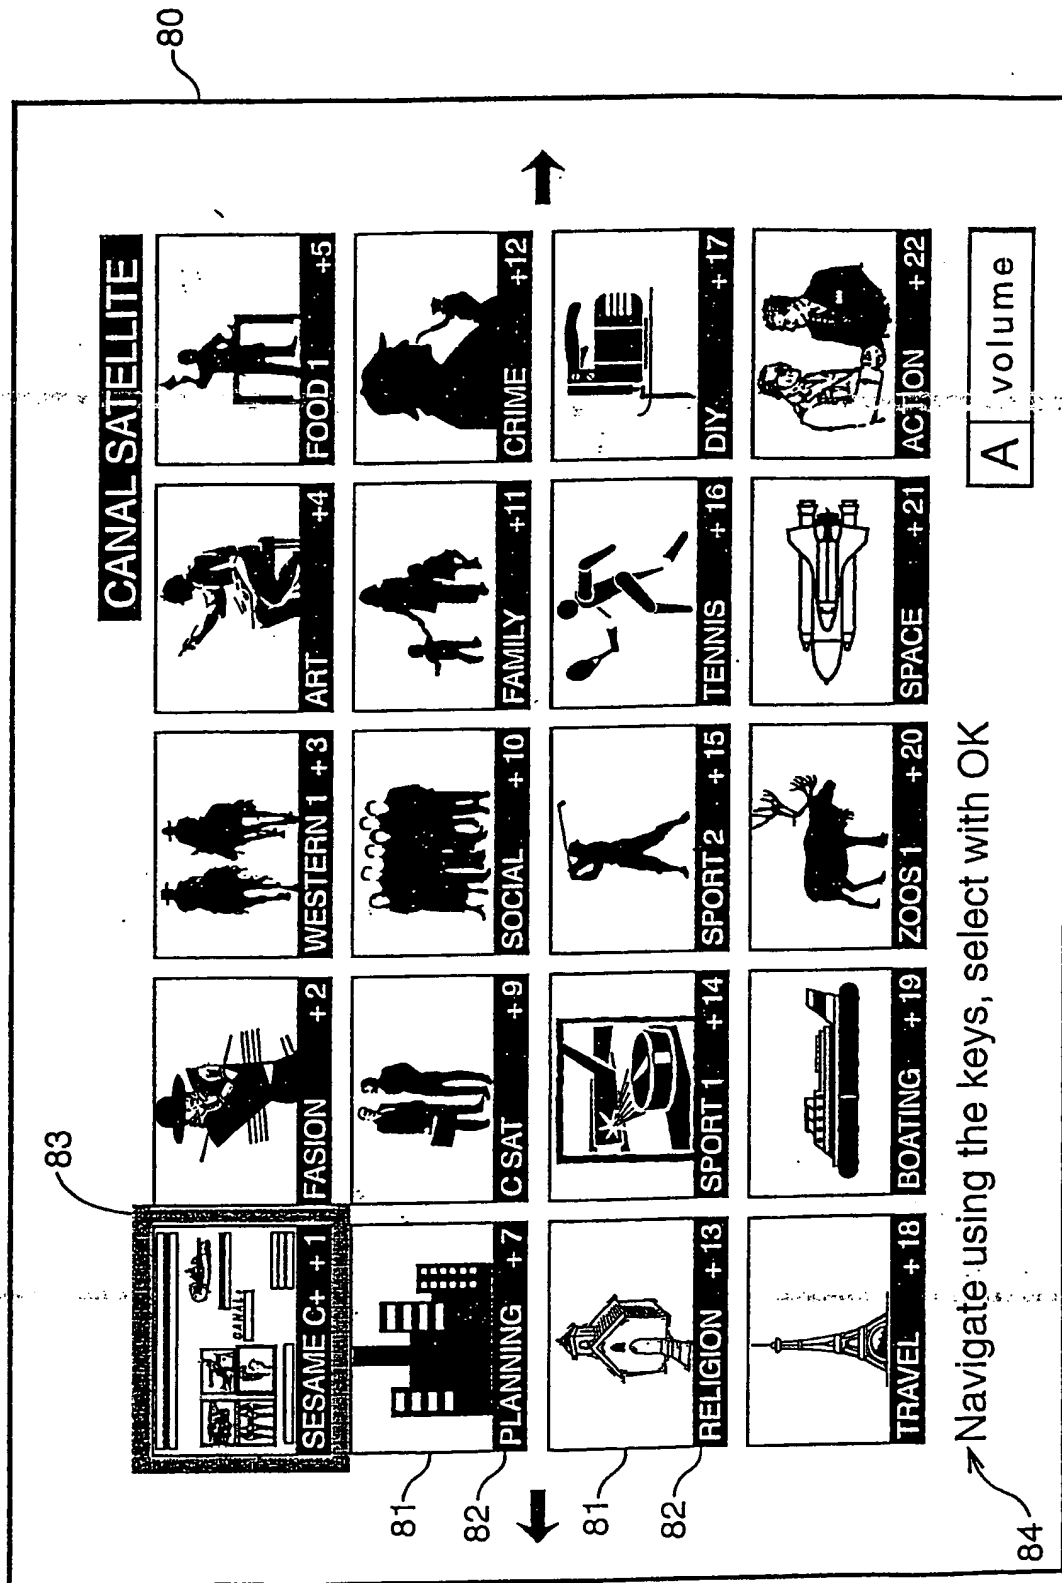 80
CANAL SATELLITE
83
SESAME C+ + 1
FASION + 2
WESTERN 1 + 3
ART +4
FOOD 1 +5
CANAL+
81
82
PLANNING + 7
C SAT + 9
SOCIAL + 10
FAMILY +11
CRIME +12
81
82
RELIGION + 13
SPORT 1 + 14
SPORT 2 + 15
TENNIS + 16
DIY + 17
TRAVEL + 18
BOATING + 19
ZOOS 1 + 20
SPACE + 21
ACTION + 22
84
Navigate using the keys, select with OK
A volume